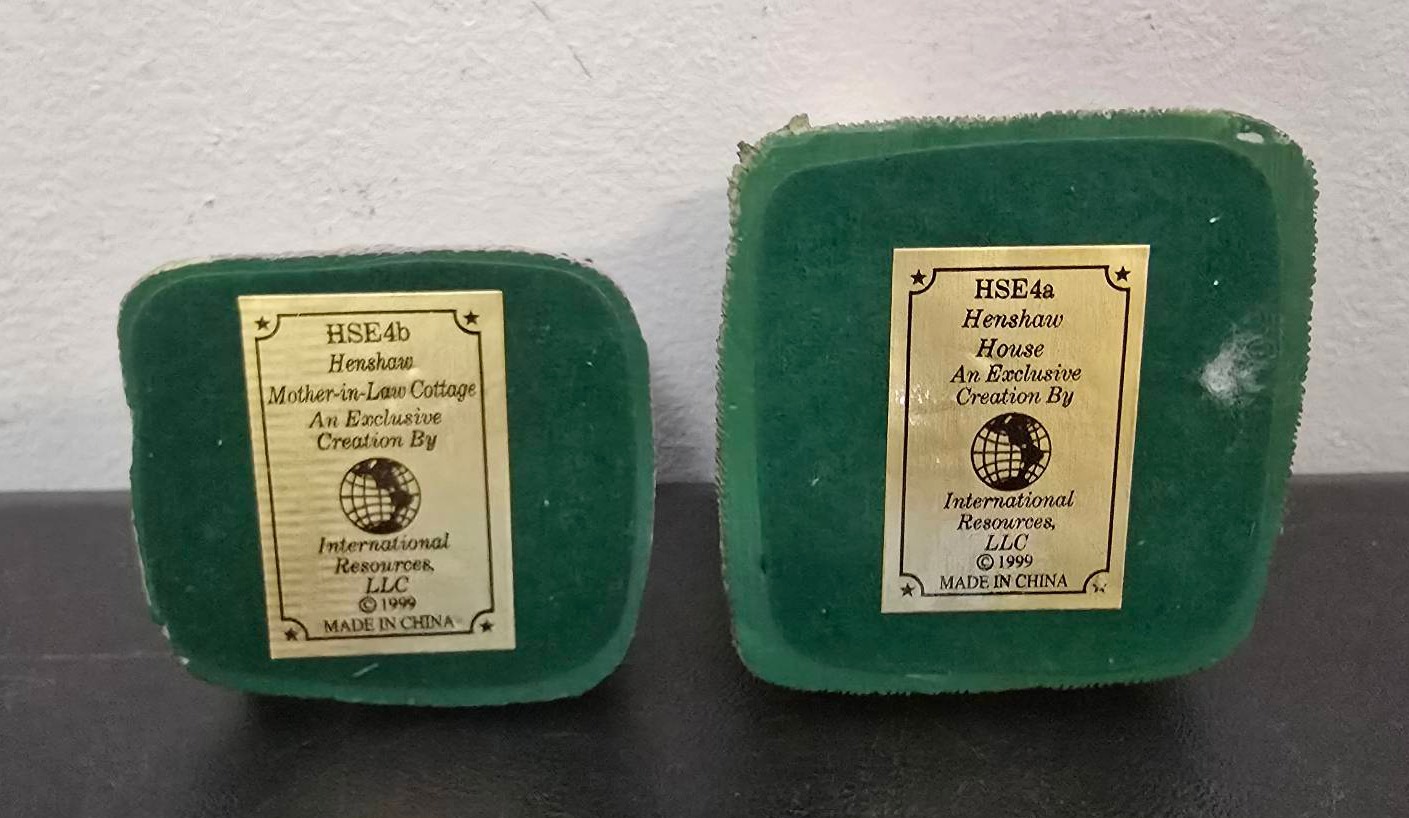 HSE4b
Henshaw
Mother-in-Law Cottage
An Exclusive
Creation By
International
Resources,
LLC
© 1999
MADE IN CHINA
HSE4a
Henshaw
House
An Exclusive
Creation By
International
Resources,
LLC
© 1999
MADE IN CHINA